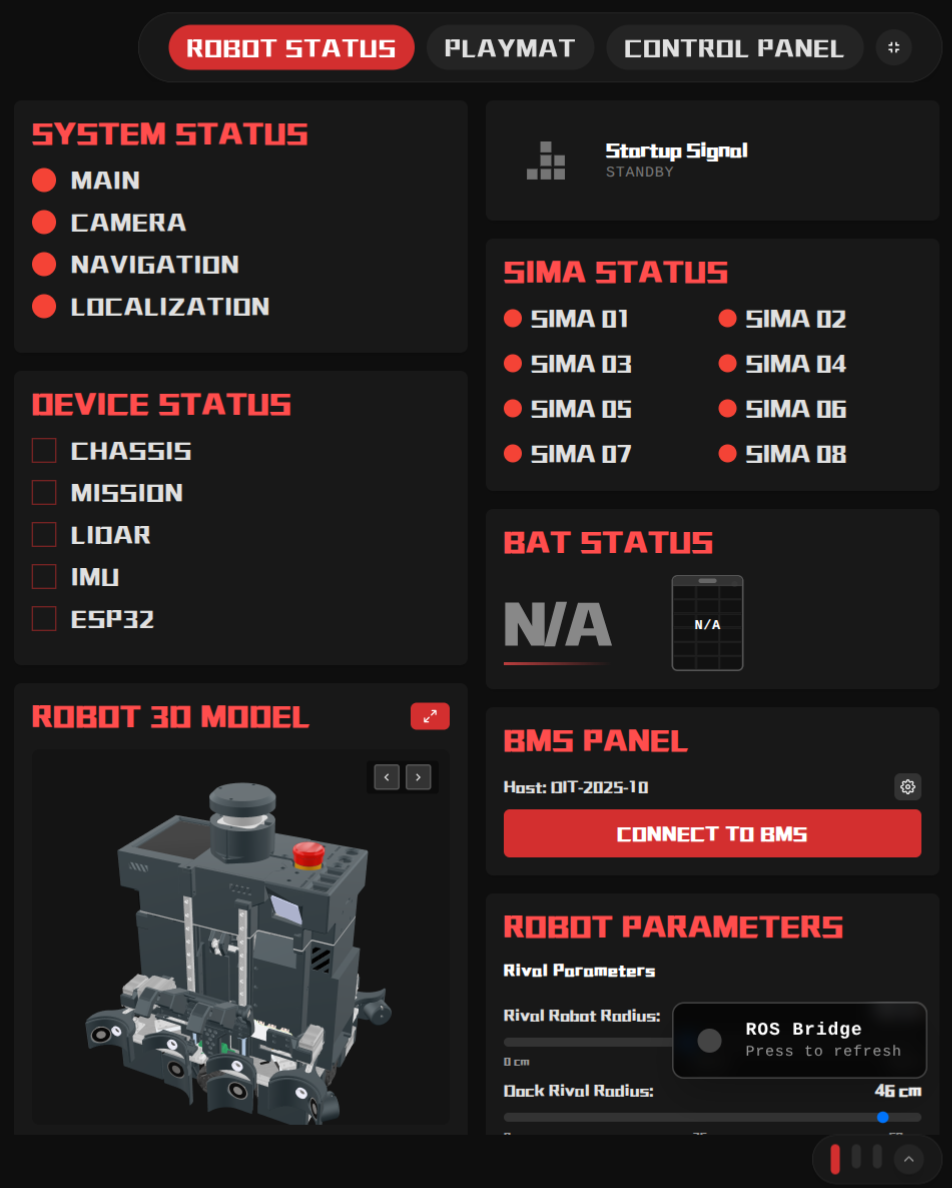 ROBOT STATUS
PLAYMAT
CONTROL PANEL
SYSTEM STATUS
MAIN
CAMERA
NAVIGATION
LOCALIZATION
DEVICE STATUS
CHASSIS
MISSION
LIDAR
IMU
ESP32
ROBOT 3D MODEL
Startup Signal
STANDBY
SIMA STATUS
SIMA 01
SIMA 02
SIMA 03
SIMA 04
SIMA 05
SIMA 06
SIMA 07
SIMA 08
BAT STATUS
N/A
N/A
BMS PANEL
Host: DIT-2025-10
CONNECT TO BMS
ROBOT PARAMETERS
Rival Parameters
Rival Robot Radius:
0 cm
ROS Bridge
Press to refresh
Dock Rival Radius:
46 cm